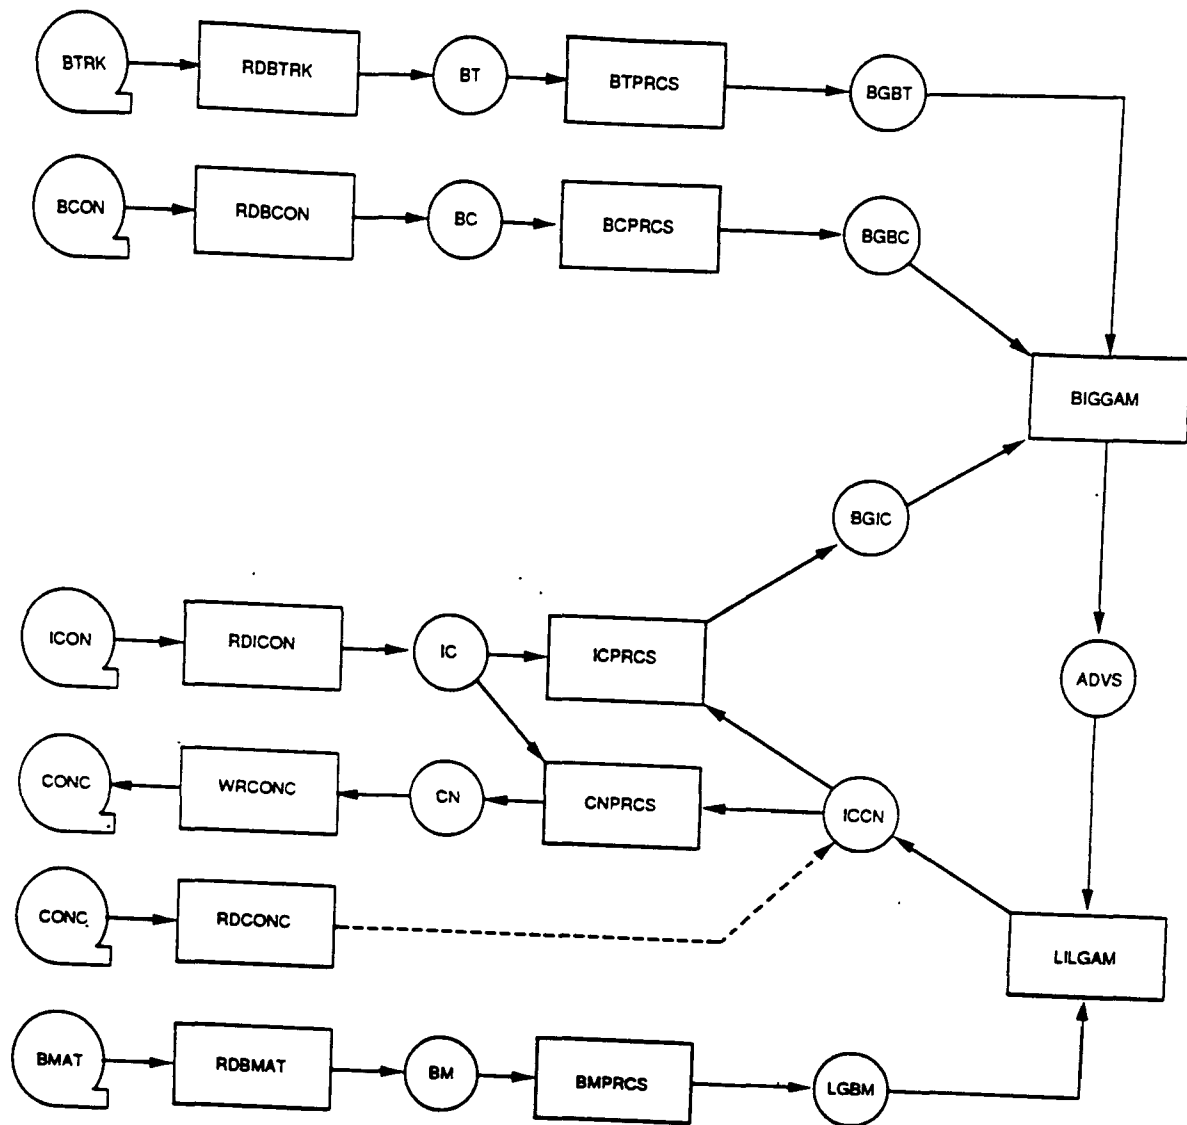 BTRK
RDBTRK
BT
BTPRCS
BGBT
BCON
RDBCON
BC
BCPRCS
BGBC
BIGGAM
BGIC
ICON
RDICON
IC
ICPRCS
ADVS
CONC
WRCONC
CN
CNPRCS
ICCN
CONC
RDCONC
LILGAM
BMAT
RDBMAT
BM
BMPRCS
LGBM